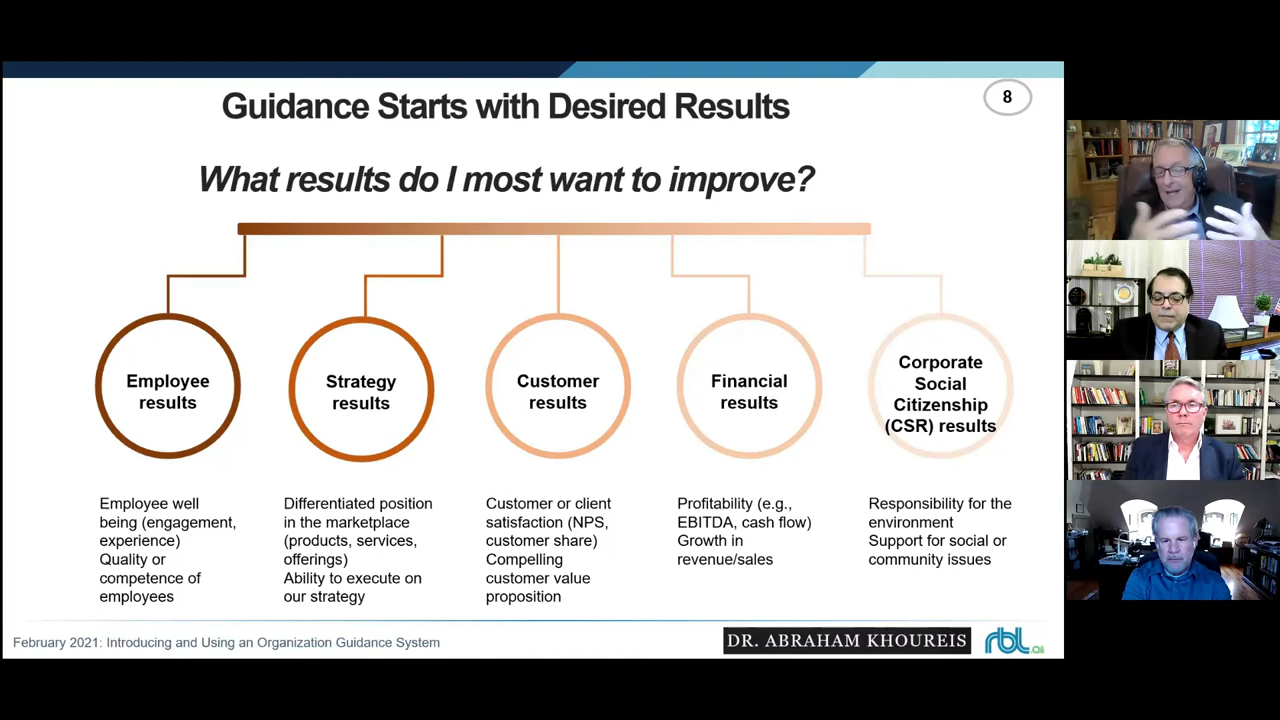 Guidance Starts with Desired Results
8
What results do I most want to improve?
Employee
results
Strategy
results
Customer
results
Financial
results
Corporate
Social
Citizenship
(CSR) results
Employee well
being (engagement,
experience)
Quality or
competence of
employees
Differentiated position
in the marketplace
(products, services,
offerings)
Ability to execute on
our strategy
Customer or client
satisfaction (NPS,
customer share)
Compelling
customer value
proposition
Profitability (e.g.,
EBITDA, cash flow)
Growth in
revenue/sales
Responsibility for the
environment
Support for social or
community issues
February 2021: Introducing and Using an Organization Guidance System
DR. ABRAHAM KHOUREIS
rbl.ai